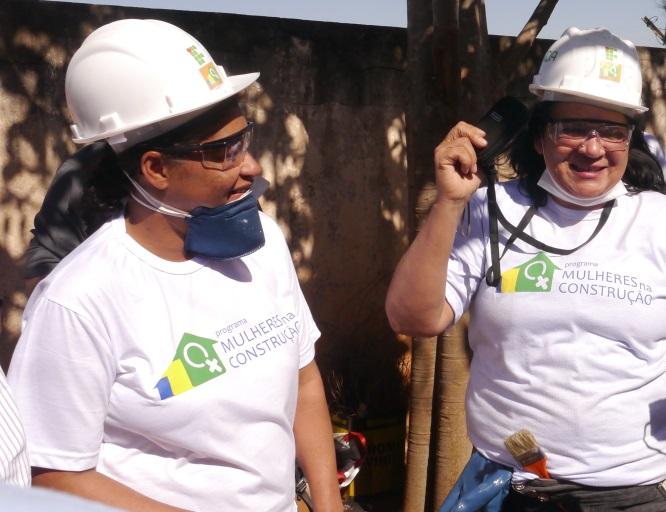 programa
MULHERES na
CONSTRUÇÃO
programa
MULHERES na
CONSTRUÇÃO